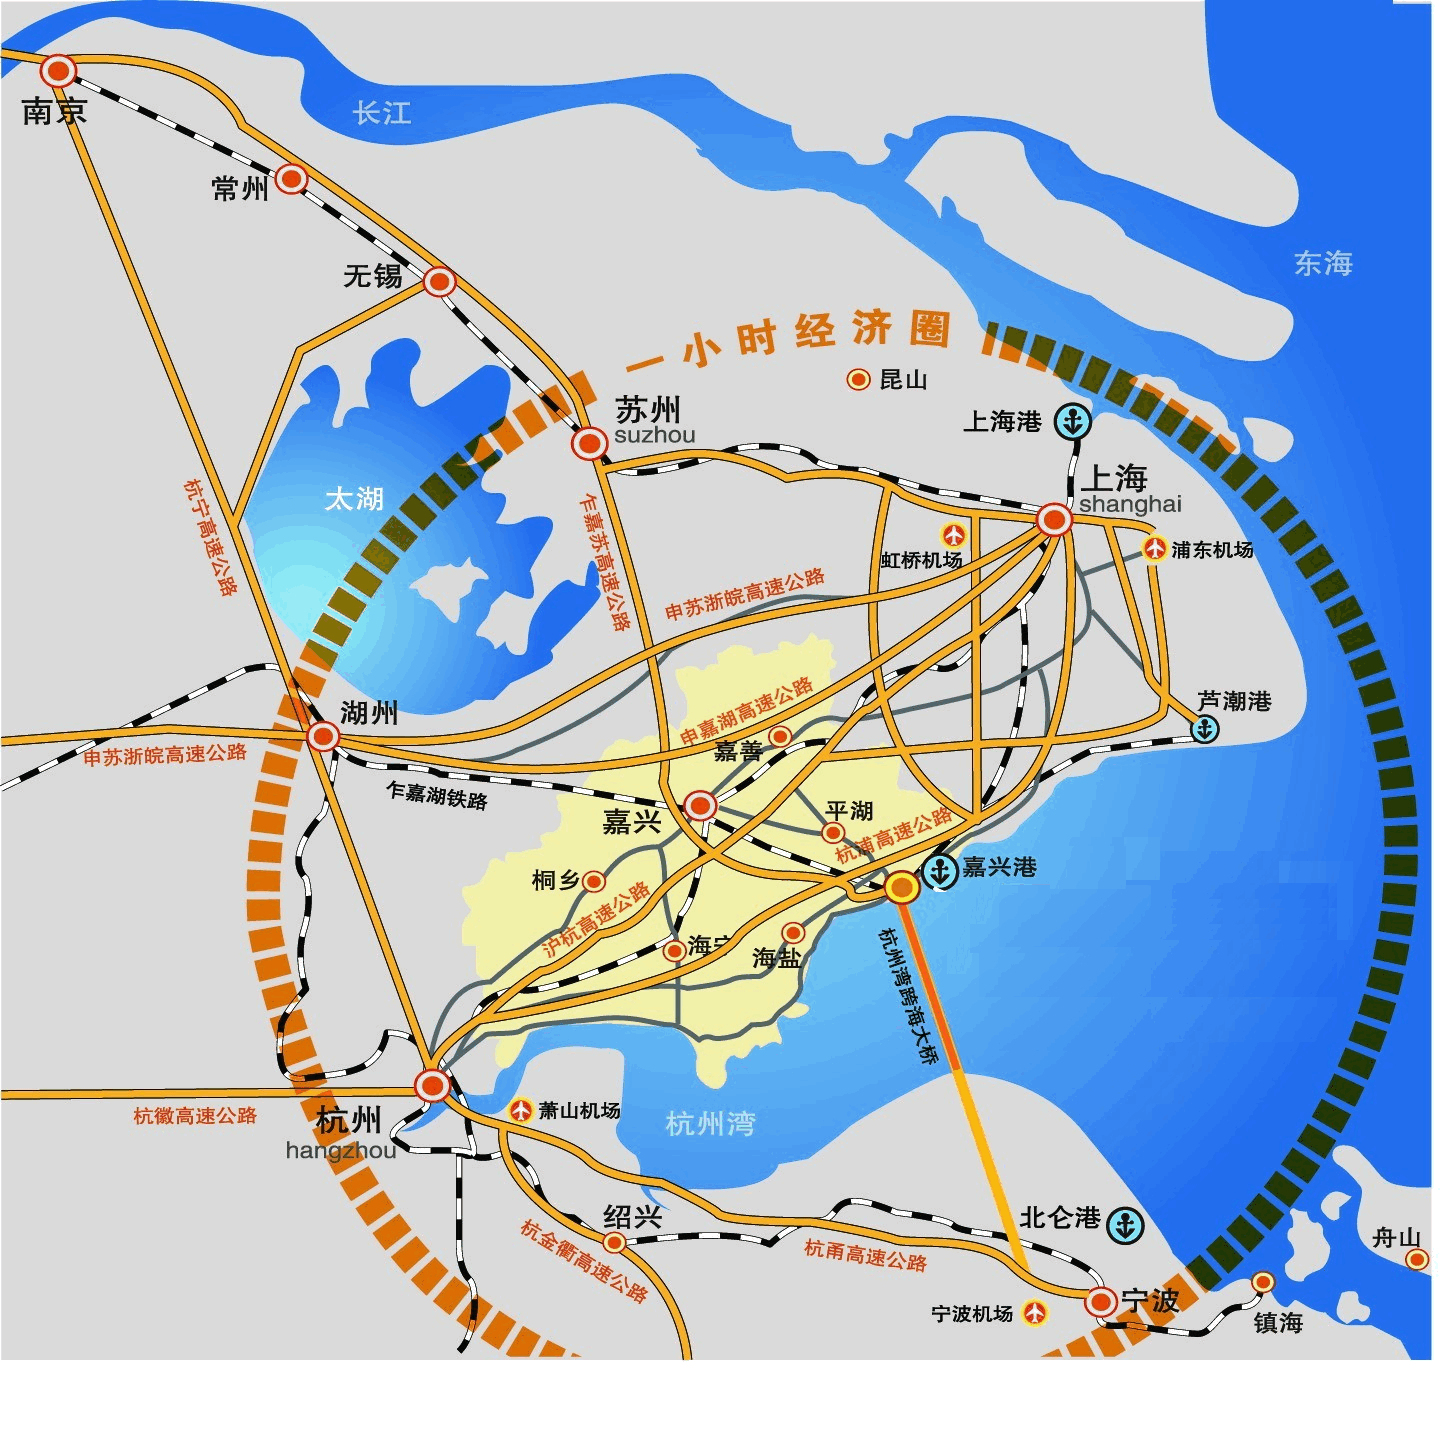 南京
长江
常州
东海
无锡
一小时经济圈
昆山
苏州
suzhou
上海港
上海
shanghai
太湖
杭宁高速公路
乍嘉苏高速公路
虹桥机场
浦东机场
申苏浙皖高速公路
湖州
芦潮港
申嘉湖高速公路
嘉善
申苏浙皖高速公路
乍嘉湖铁路
嘉兴
平湖
杭浦高速公路
嘉兴港
桐乡
沪杭高速公路
海宁
海盐
杭州湾跨海大桥
杭徽高速公路
杭州
hangzhou
萧山机场
杭州湾
绍兴
北仑港
杭金衢高速公路
杭甬高速公路
舟山
宁波机场
宁波
镇海